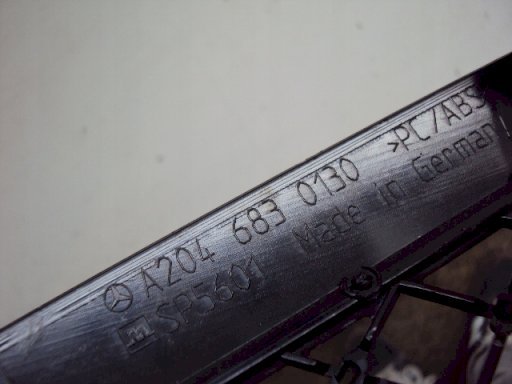 A204 683 0130 >PC/ABS
m SP5601 Made in German